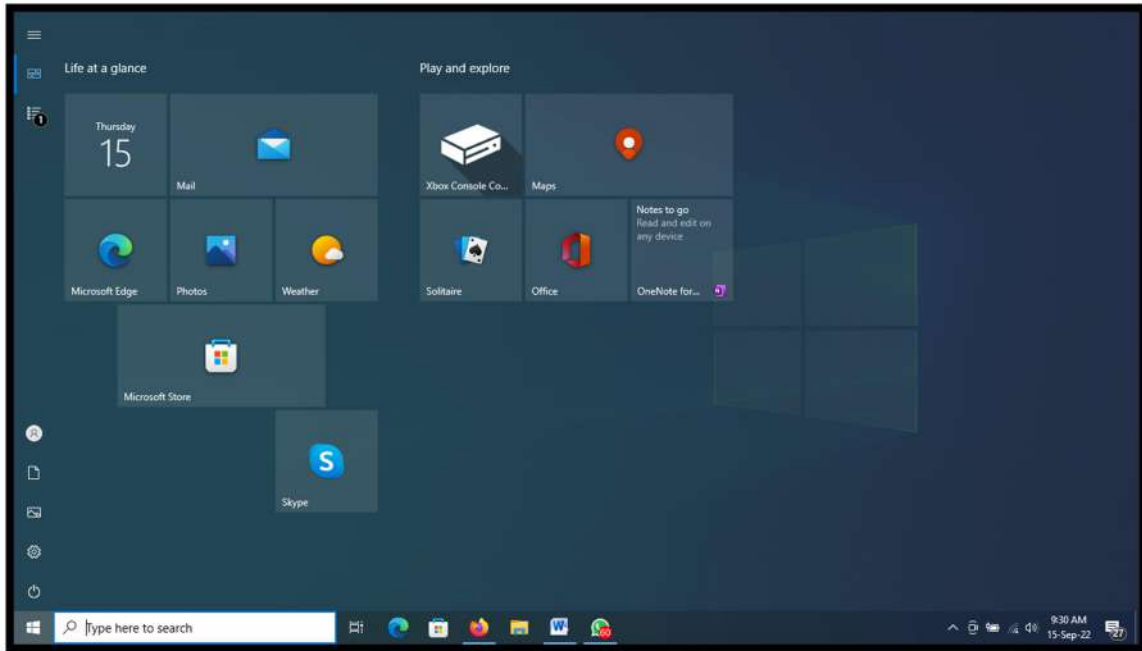 Life at a glance
Play and explore
1
Thursday
15
Mail
Xbox Console Co...
Maps
Notes to go
Read and edit on
any device
Microsoft Edge
Photos
Weather
Solitaire
Office
OneNote for...
Microsoft Store
S
Skype
Type here to search
W
60
9:30 AM
15-Sep-22
27